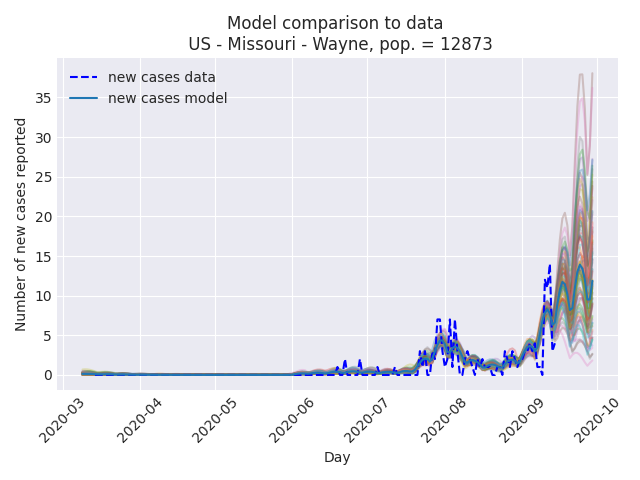 Model comparison to data
US - Missouri - Wayne, pop. = 12873
new cases data
new cases model
Number of new cases reported
35
30
25
20
15
10
5
0
2020-03
2020-04
2020-05
2020-06
2020-07
2020-08
2020-09
2020-10
Day